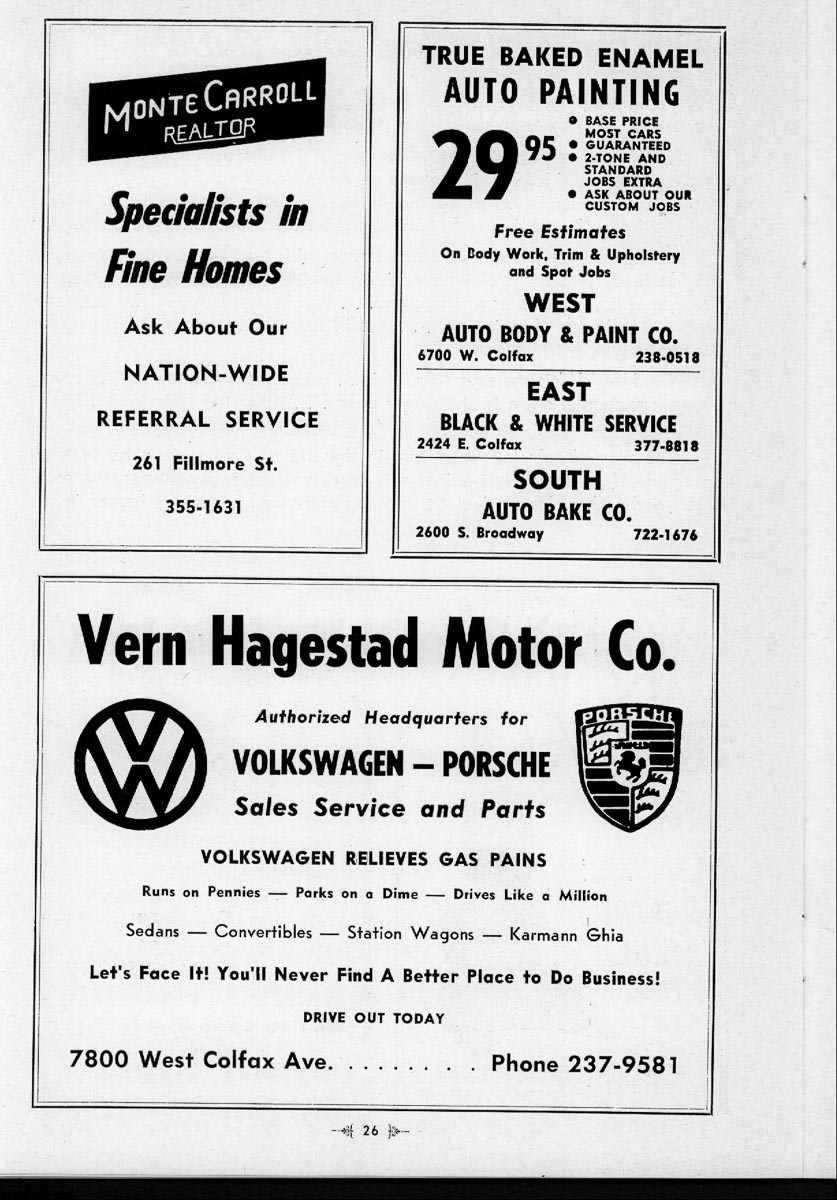 MONTE CARROLL
REALTOR
Specialists in
Fine Homes
Ask About Our
NATION-WIDE
REFERRAL SERVICE
261 Fillmore St.
355-1631
TRUE BAKED ENAMEL
AUTO PAINTING
29 95
● BASE PRICE
MOST CARS
● GUARANTEED
● 2-TONE AND
STANDARD
JOBS EXTRA
● ASK ABOUT OUR
CUSTOM JOBS
Free Estimates
On Body Work, Trim & Upholstery
and Spot Jobs
WEST
AUTO BODY & PAINT CO.
6700 W. Colfax 238-0518
EAST
BLACK & WHITE SERVICE
2424 E. Colfax 377-8818
SOUTH
AUTO BAKE CO.
2600 S. Broadway 722-1676
Vern Hagestad Motor Co.
VW
Authorized Headquarters for
VOLKSWAGEN — PORSCHE
Sales Service and Parts
PORSCHE
VOLKSWAGEN RELIEVES GAS PAINS
Runs on Pennies — Parks on a Dime — Drives Like a Million
Sedans — Convertibles — Station Wagons — Karmann Ghia
Let's Face It! You'll Never Find A Better Place to Do Business!
DRIVE OUT TODAY
7800 West Colfax Ave. . . . . . . . . Phone 237-9581
26